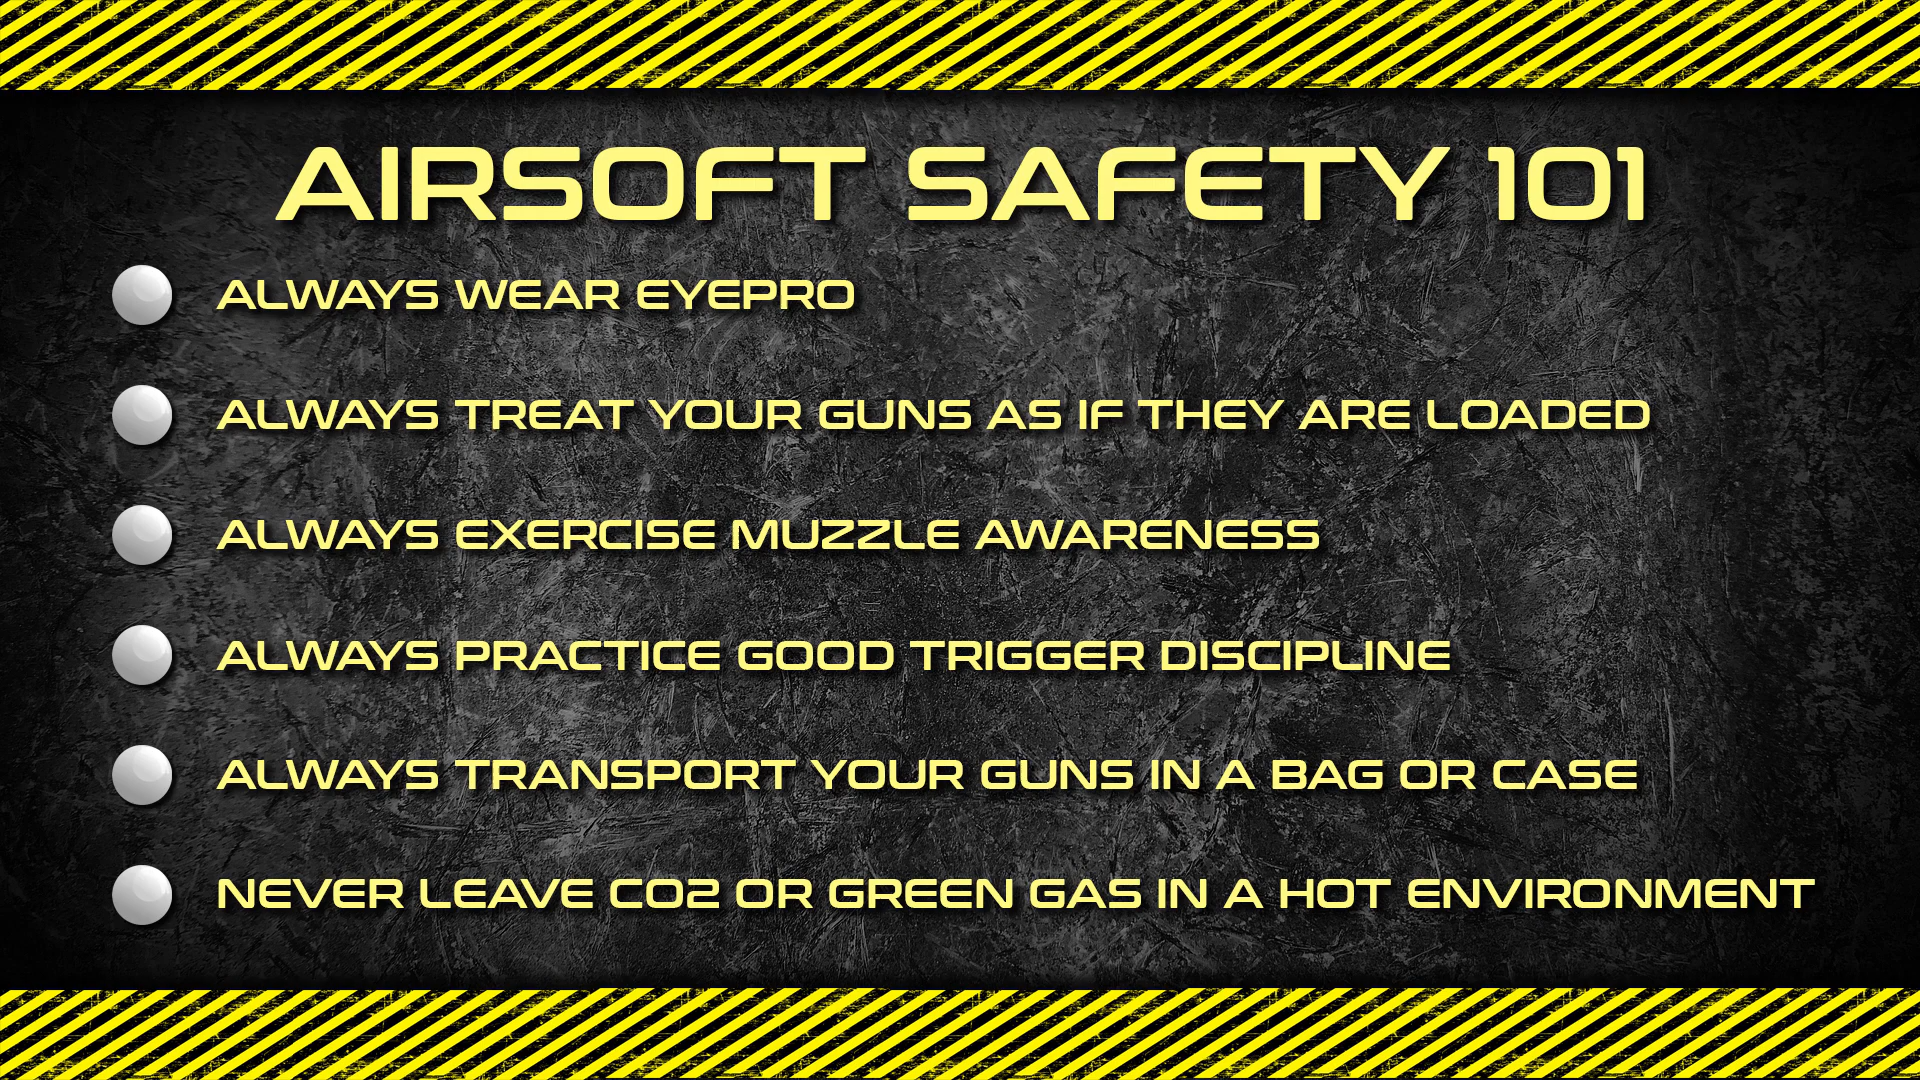 AIRSOFT SAFETY 101
ALWAYS WEAR EYEPRO
ALWAYS TREAT YOUR GUNS AS IF THEY ARE LOADED
ALWAYS EXERCISE MUZZLE AWARENESS
ALWAYS PRACTICE GOOD TRIGGER DISCIPLINE
ALWAYS TRANSPORT YOUR GUNS IN A BAG OR CASE
NEVER LEAVE CO2 OR GREEN GAS IN A HOT ENVIRONMENT